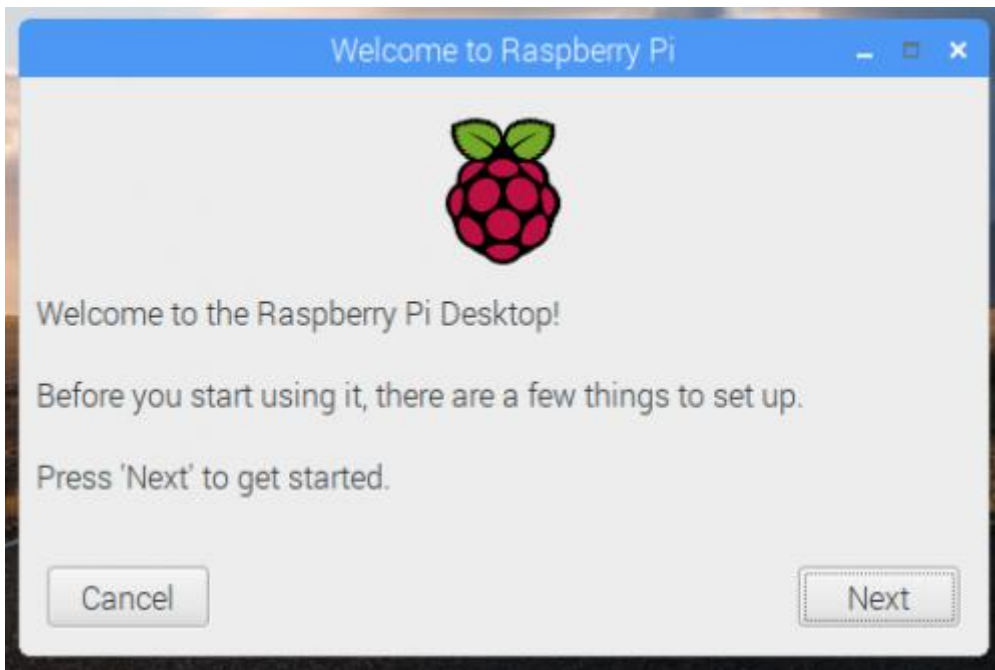 Welcome to Raspberry Pi
Welcome to the Raspberry Pi Desktop!
Before you start using it, there are a few things to set up.
Press 'Next' to get started.
Cancel
Next